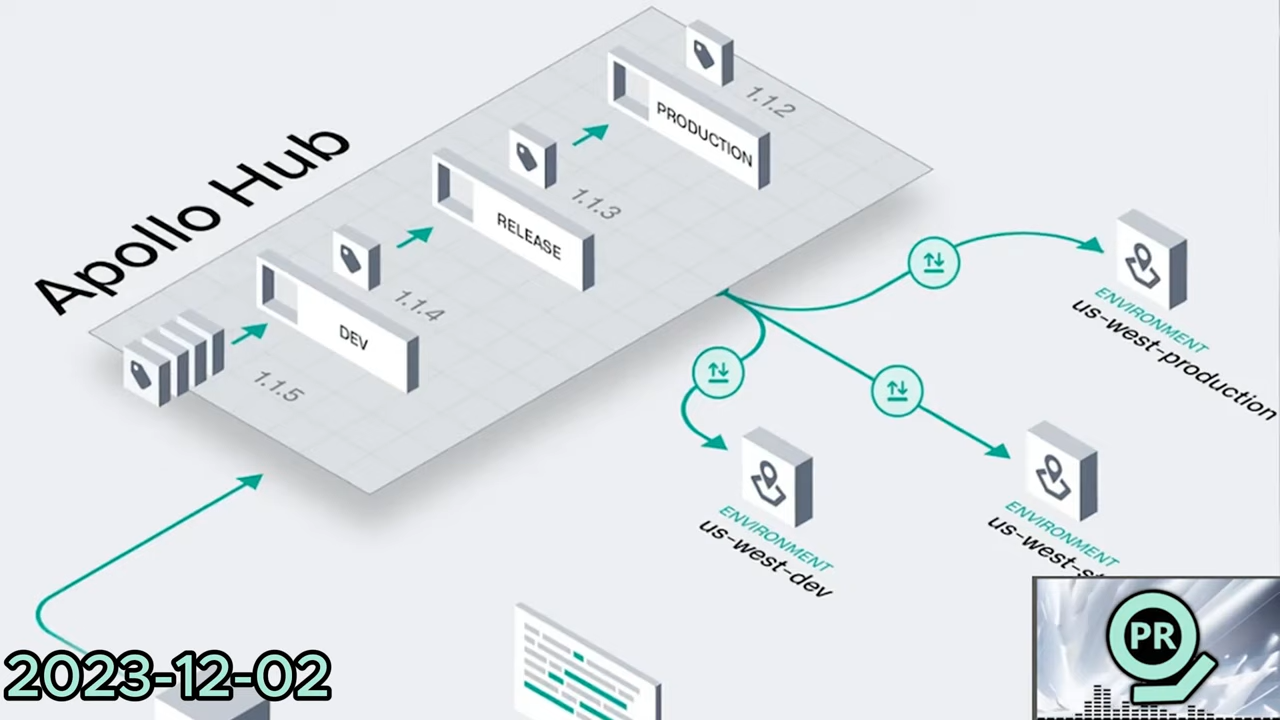 Apollo Hub
1.1.2
PRODUCTION
1.1.3
RELEASE
1.1.4
DEV
1.1.5
ENVIRONMENT
us-west-production
ENVIRONMENT
us-west-dev
ENVIRONMENT
2023-12-02
PR